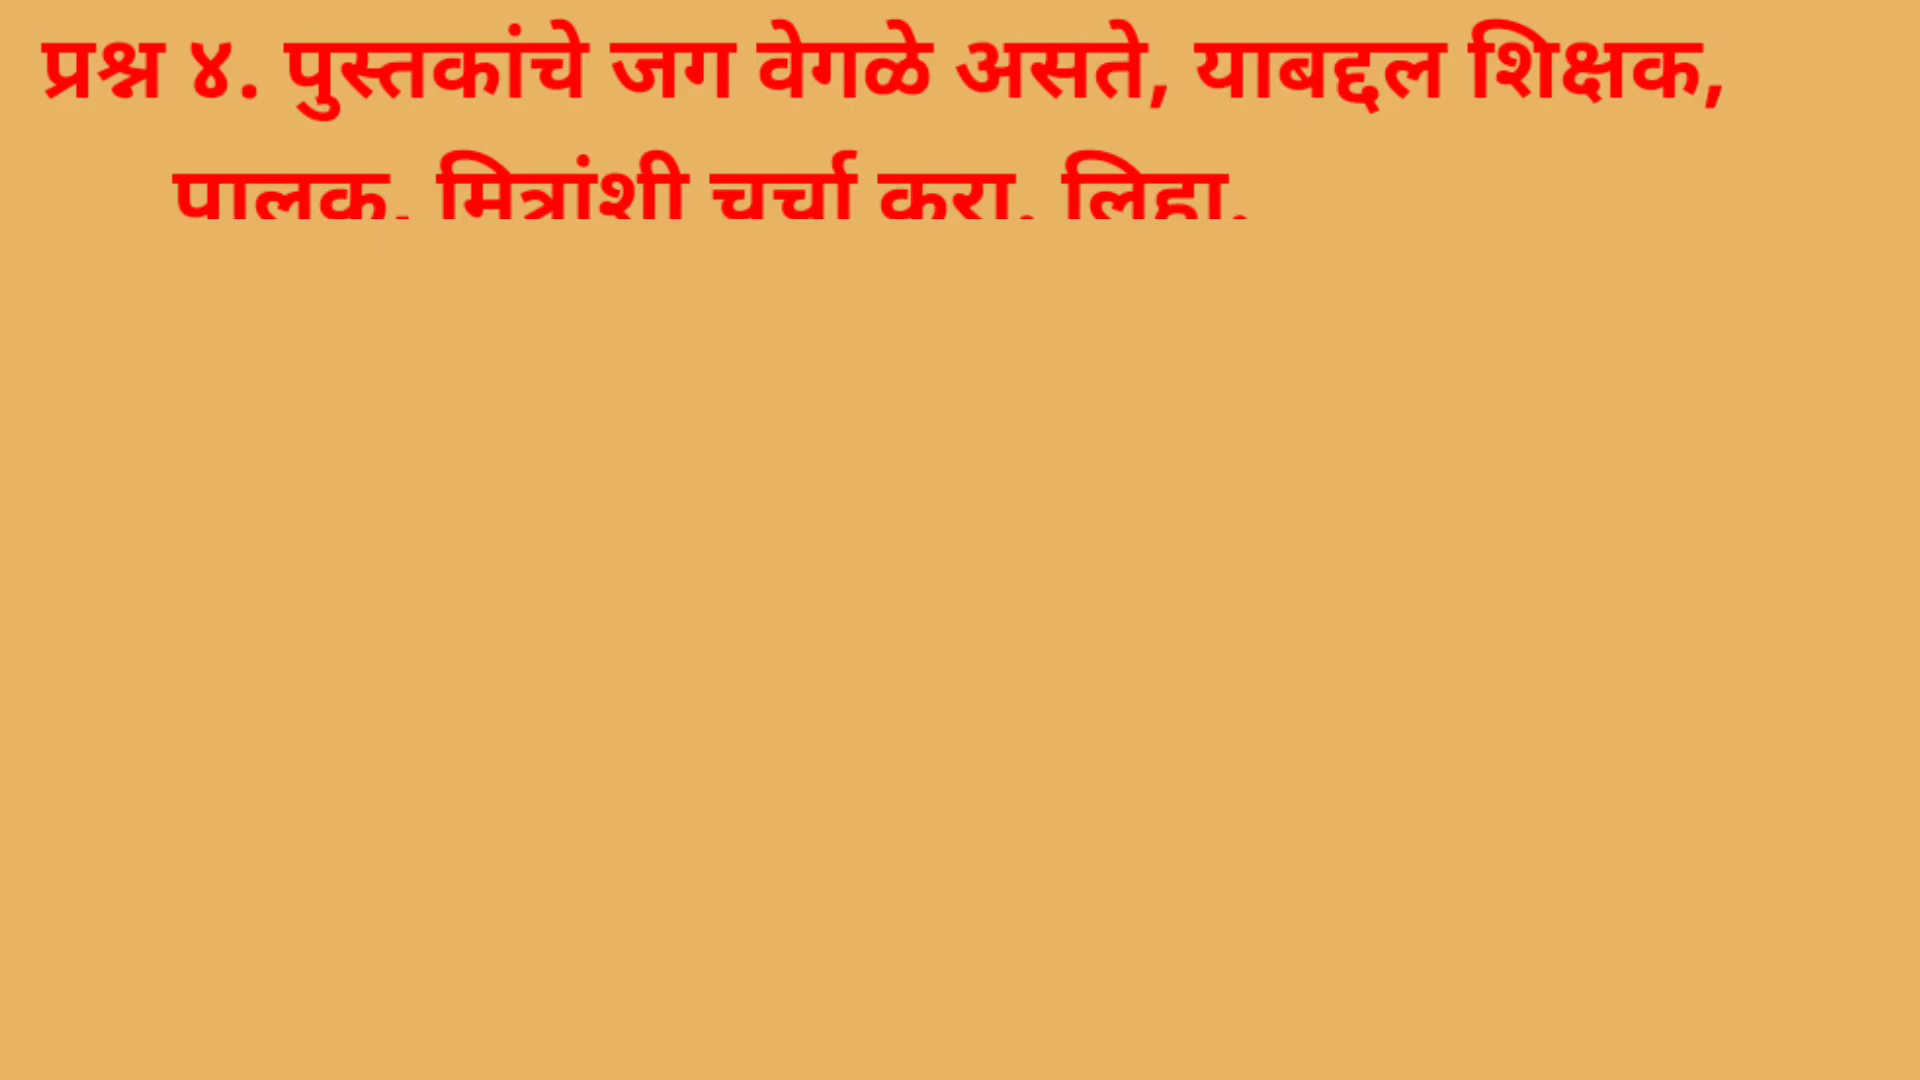 प्रश्न ४. पुस्तकांचे जग वेगळे असते, याबद्दल शिक्षक,
पालक, मित्रांशी चर्चा करा. लिहा.